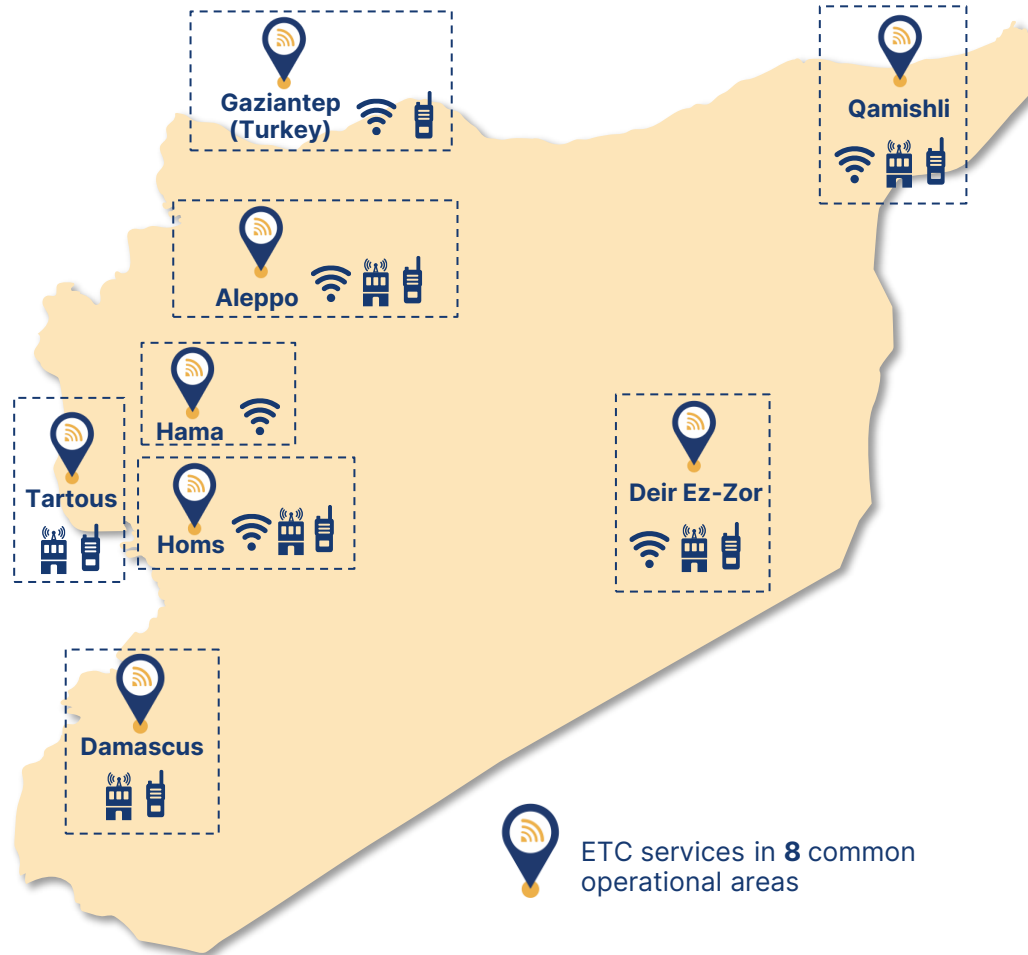 Gaziantep
(Turkey)
Qamishli
Aleppo
Hama
Tartous
Homs
Deir Ez-Zor
Damascus
ETC services in 8 common
operational areas